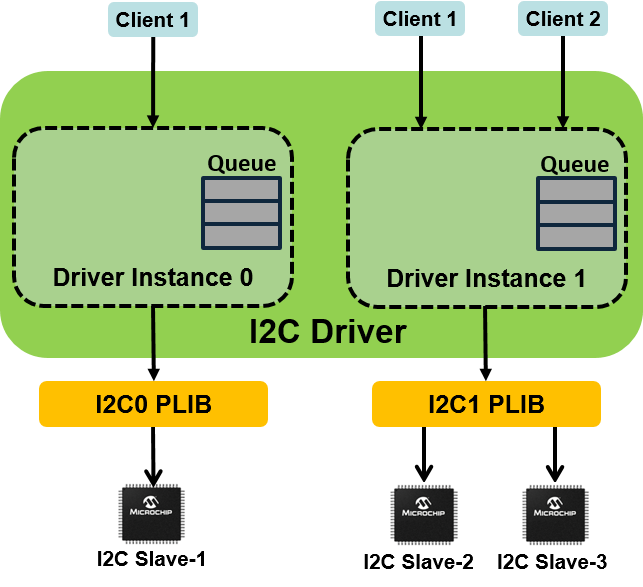 Client 1
Client 1
Client 2
Queue
Queue
Driver Instance 0
Driver Instance 1
I2C Driver
I2C0 PLIB
I2C1 PLIB
MICROCHIP
MICROCHIP
MICROCHIP
I2C Slave-1
I2C Slave-2
I2C Slave-3